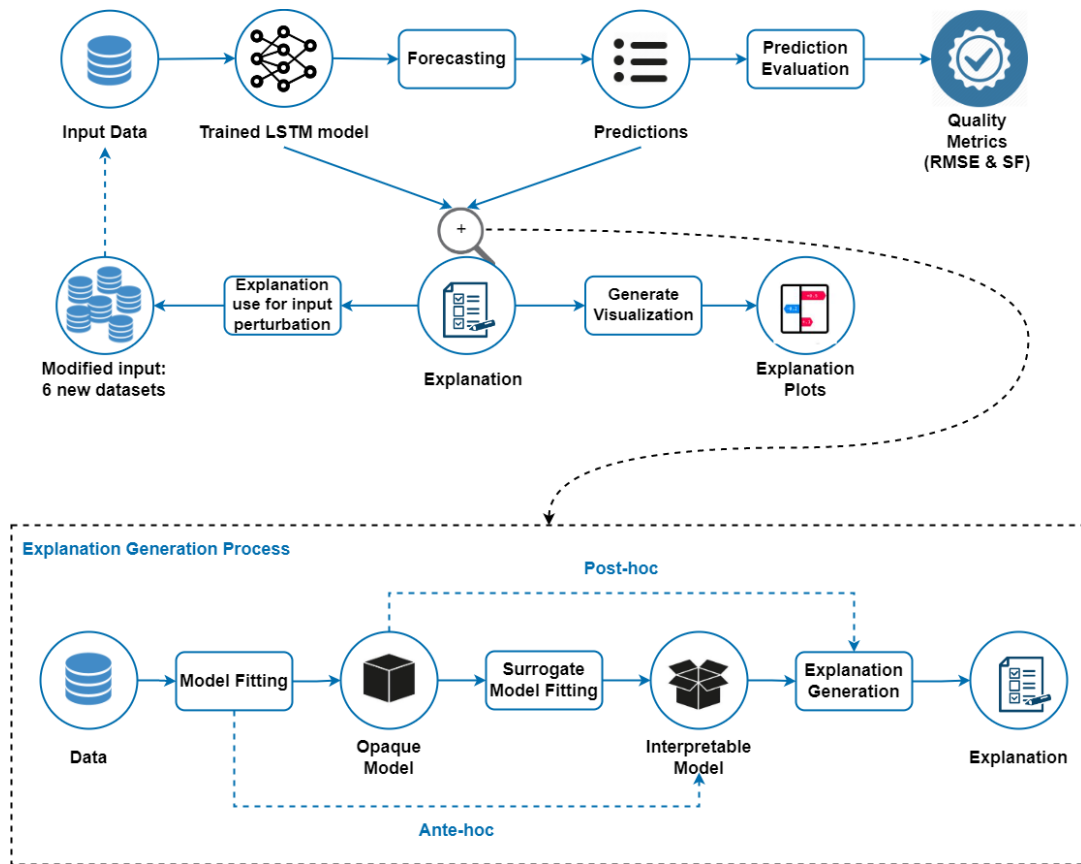 Forecasting
Prediction
Evaluation
Input Data
Trained LSTM model
Predictions
Quality
Metrics
(RMSE & SF)
+
Explanation
use for input
perturbation
Generate
Visualization
Modified input:
6 new datasets
Explanation
Explanation
Plots
Explanation Generation Process
Post-hoc
Model Fitting
Surrogate
Model Fitting
Explanation
Generation
Data
Opaque
Model
Interpretable
Model
Explanation
Ante-hoc